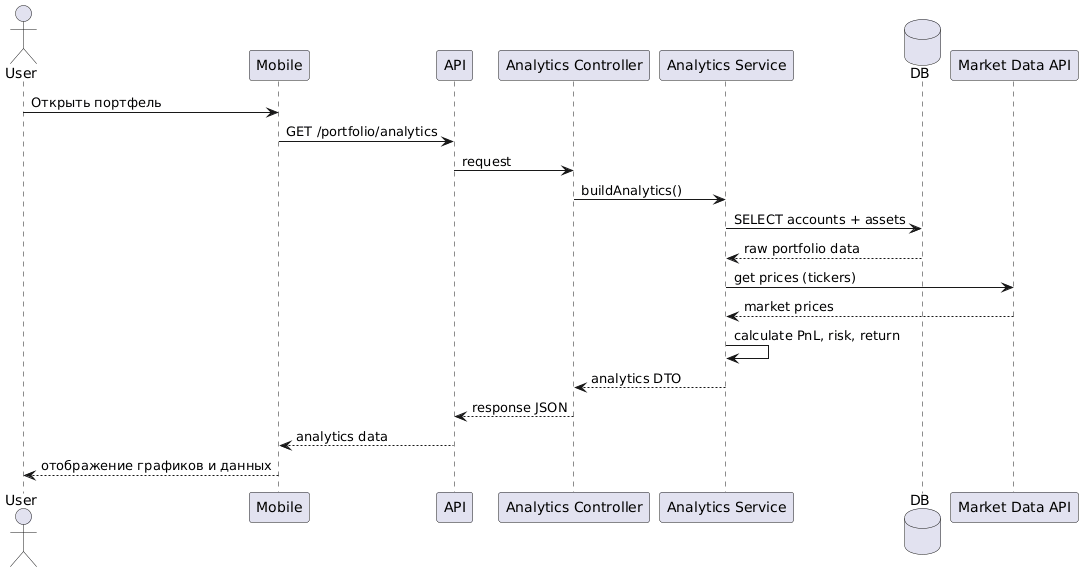 User
Mobile
API
Analytics Controller
Analytics Service
DB
Market Data API
Открыть портфель
GET /portfolio/analytics
request
buildAnalytics()
SELECT accounts + assets
raw portfolio data
get prices (tickers)
market prices
calculate PnL, risk, return
analytics DTO
response JSON
analytics data
отображение графиков и данных
User
Mobile
API
Analytics Controller
Analytics Service
DB
Market Data API